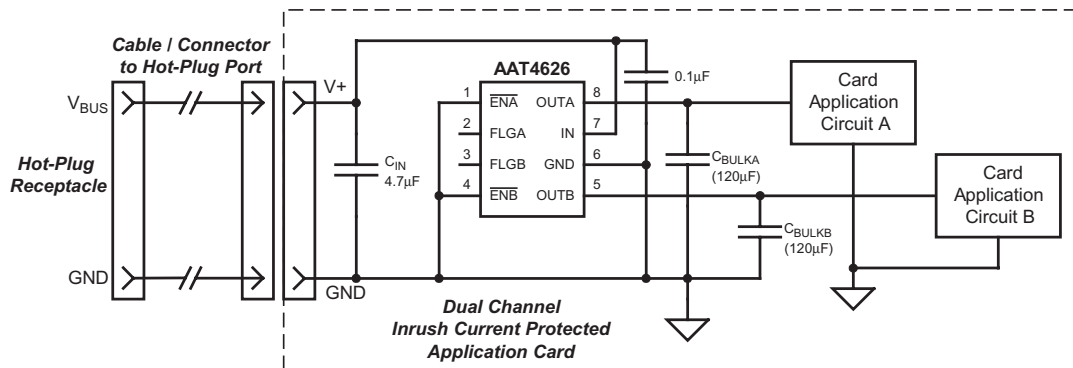 Cable / Connector
to Hot-Plug Port
V+
AAT4626
0.1µF
Card
Application
Circuit A
VBUS
1
ENA
OUTA
8
2
FLGA
IN
7
Hot-Plug
Receptacle
CIN
4.7µF
3
FLGB
GND
6
CBULKA
(120µF)
4
ENB
OUTB
5
Card
Application
Circuit B
CBULKB
(120µF)
GND
GND
Dual Channel
Inrush Current Protected
Application Card